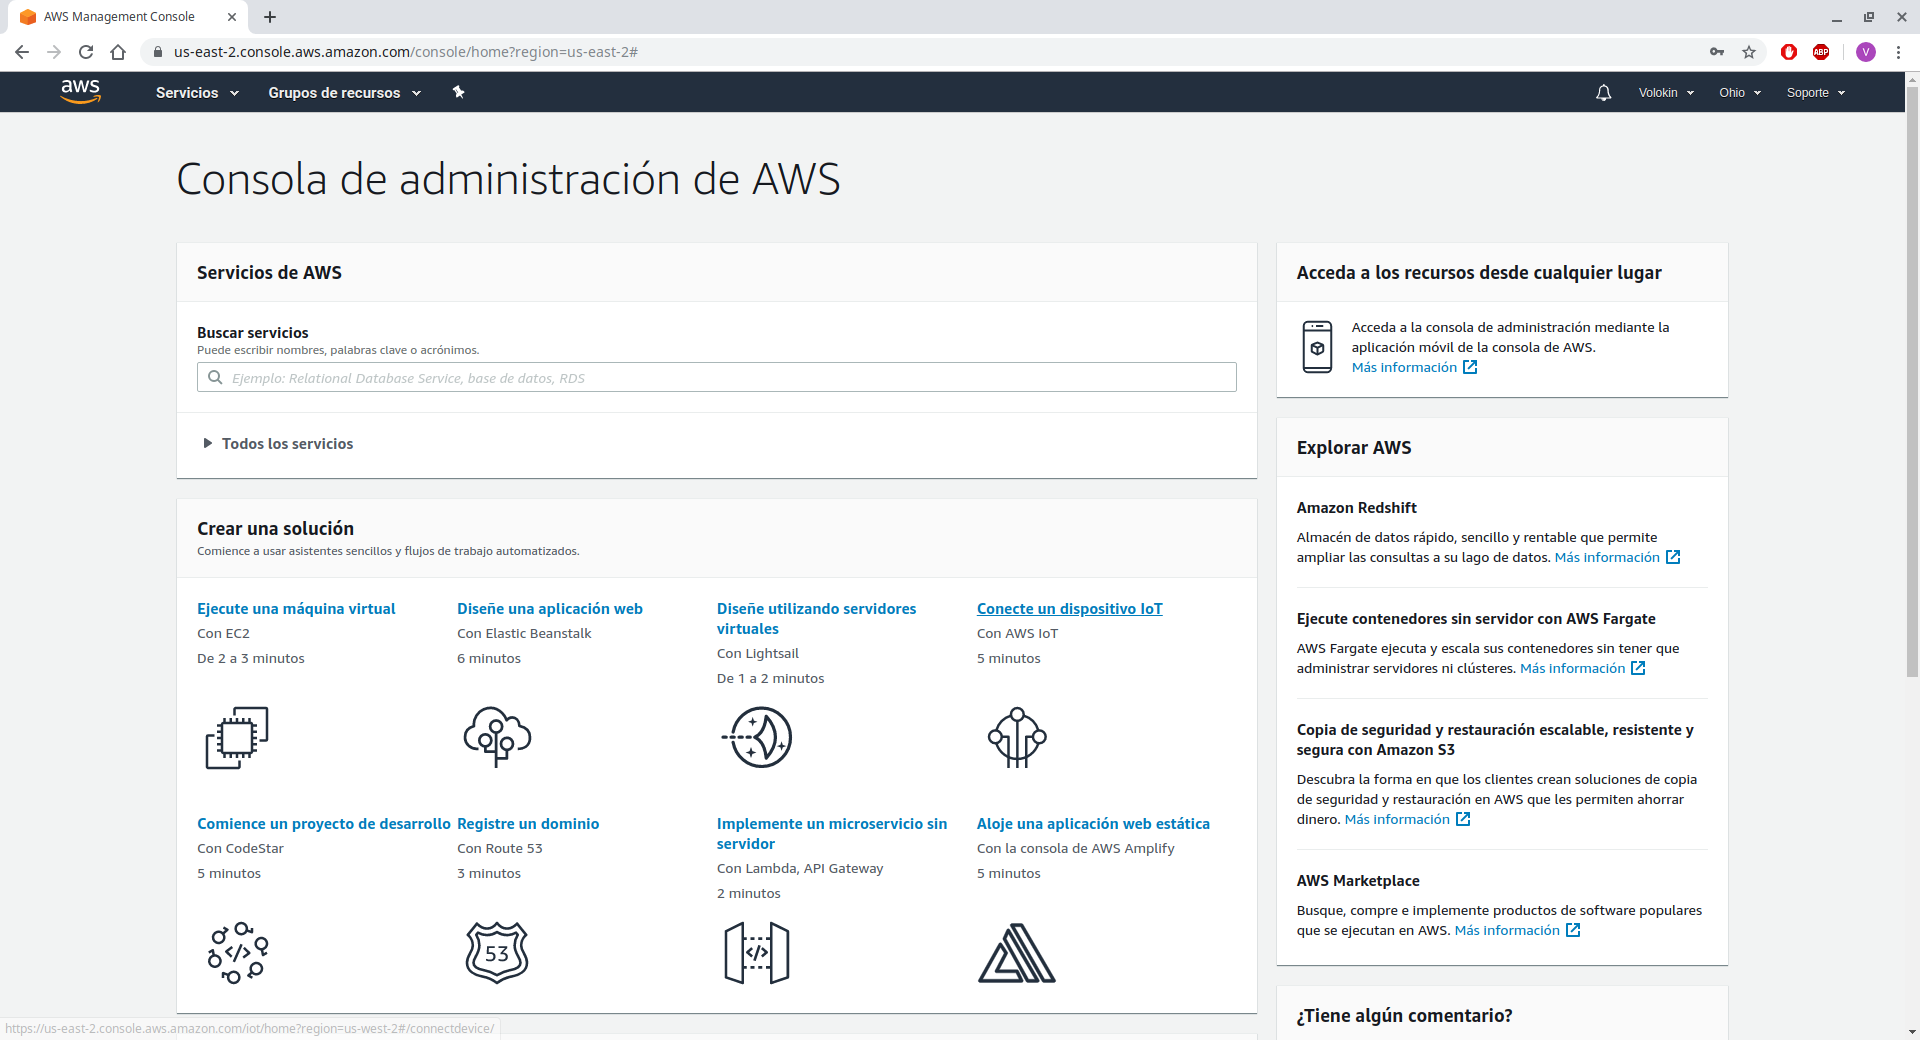 AWS Management Console
us-east-2.console.aws.amazon.com/console/home?region=us-east-2#
ABP
V
aws
Servicios
Grupos de recursos
Volokin
Ohio
Soporte
Consola de administración de AWS
Servicios de AWS
Buscar servicios
Puede escribir nombres, palabras clave o acrónimos.
Ejemplo: Relational Database Service, base de datos, RDS
Todos los servicios
Crear una solución
Comience a usar asistentes sencillos y flujos de trabajo automatizados.
Ejecute una máquina virtual
Con EC2
De 2 a 3 minutos
Diseñe una aplicación web
Con Elastic Beanstalk
6 minutos
Diseñe utilizando servidores
virtuales
Con Lightsail
De 1 a 2 minutos
Conecte un dispositivo IoT
Con AWS IoT
5 minutos
Comience un proyecto de desarrollo
Con CodeStar
5 minutos
Registre un dominio
Con Route 53
3 minutos
53
Implemente un microservicio sin
servidor
Con Lambda, API Gateway
2 minutos
Aloje una aplicación web estática
Con la consola de AWS Amplify
5 minutos
Acceda a los recursos desde cualquier lugar
Acceda a la consola de administración mediante la
aplicación móvil de la consola de AWS.
Más información
Explorar AWS
Amazon Redshift
Almacén de datos rápido, sencillo y rentable que permite
ampliar las consultas a su lago de datos. Más información
Ejecute contenedores sin servidor con AWS Fargate
AWS Fargate ejecuta y escala sus contenedores sin tener que
administrar servidores ni clústeres. Más información
Copia de seguridad y restauración escalable, resistente y
segura con Amazon S3
Descubra la forma en que los clientes crean soluciones de copia
de seguridad y restauración en AWS que les permiten ahorrar
dinero. Más información
AWS Marketplace
Busque, compre e implemente productos de software populares
que se ejecutan en AWS. Más información
¿Tiene algún comentario?
https://us-east-2.console.aws.amazon.com/iot/home?region=us-west-2#/connectdevice/